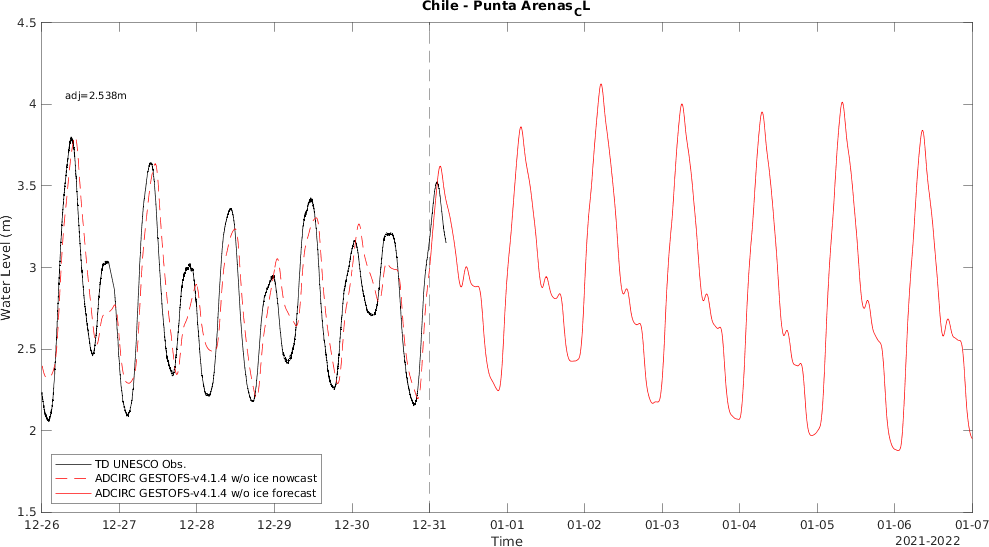 Chile - Punta Arenas_CL
4.5
4
3.5
3
2.5
2
1.5
Water Level (m)
adj=2.538m
TD UNESCO Obs.
ADCIRC GESTOFS-v4.1.4 w/o ice nowcast
ADCIRC GESTOFS-v4.1.4 w/o ice forecast
12-26 12-27 12-28 12-29 12-30 12-31 01-01 01-02 01-03 01-04 01-05 01-06 01-07
Time
2021-2022